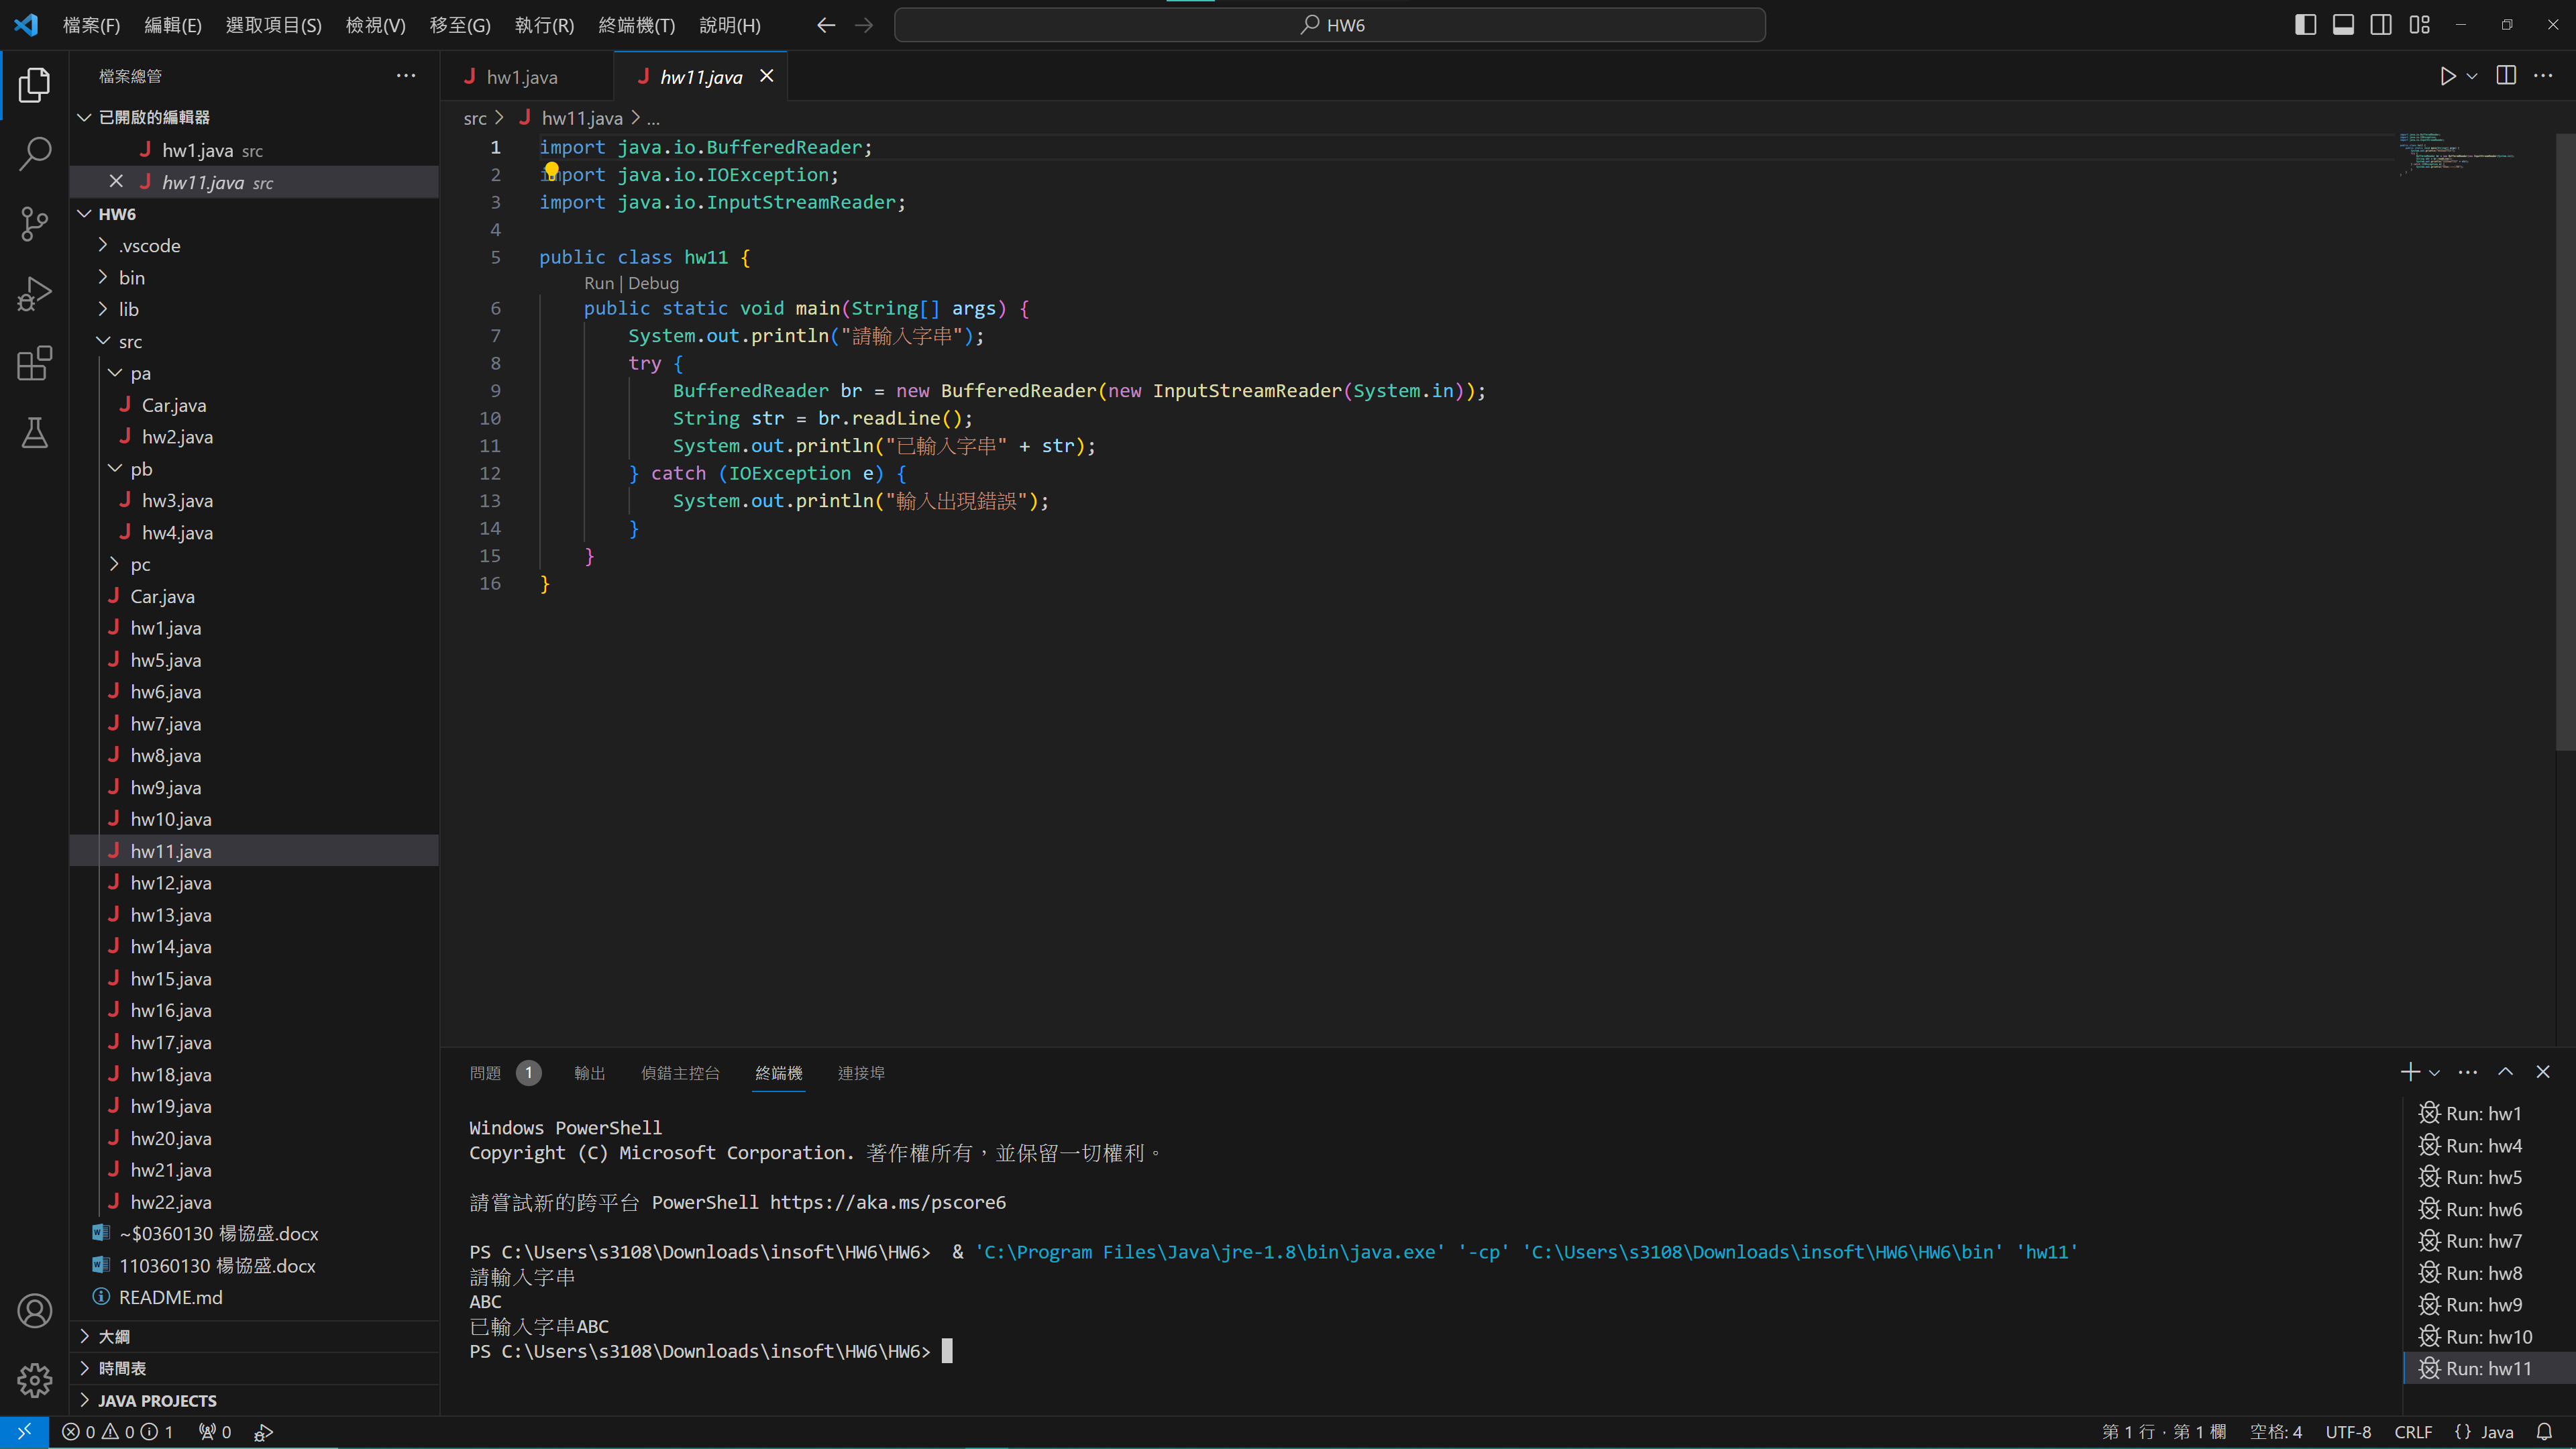 檔案(F) 編輯(E) 選取項目(S) 檢視(V) 移至(G) 執行(R) 終端機(T) 說明(H) HW6
檔案總管
已開啟的編輯器
hw1.java src
hw11.java src
HW6
.vscode
bin
lib
src
pa
Car.java
hw2.java
pb
hw3.java
hw4.java
pc
Car.java
hw1.java
hw5.java
hw6.java
hw7.java
hw8.java
hw9.java
hw10.java
hw11.java
hw12.java
hw13.java
hw14.java
hw15.java
hw16.java
hw17.java
hw18.java
hw19.java
hw20.java
hw21.java
hw22.java
~$0360130 楊協盛.docx
110360130 楊協盛.docx
README.md
大綱
時間表
JAVA PROJECTS
hw1.java hw11.java
src > hw11.java > ...
1 import java.io.BufferedReader;
2 import java.io.IOException;
3 import java.io.InputStreamReader;
4
5 public class hw11 {
Run | Debug
6 public static void main(String[] args) {
7 System.out.println("請輸入字串");
8 try {
9 BufferedReader br = new BufferedReader(new InputStreamReader(System.in));
10 String str = br.readLine();
11 System.out.println("已輸入字串" + str);
12 } catch (IOException e) {
13 System.out.println("輸入出現錯誤");
14 }
15 }
16 }
問題 1 輸出 偵錯主控台 終端機 連接埠
Windows PowerShell
Copyright (C) Microsoft Corporation. 著作權所有，並保留一切權利。
請嘗試新的跨平台 PowerShell https://aka.ms/pscore6
PS C:\Users\s3108\Downloads\insoft\HW6\HW6> & 'C:\Program Files\Java\jre-1.8\bin\java.exe' '-cp' 'C:\Users\s3108\Downloads\insoft\HW6\HW6\bin' 'hw11'
請輸入字串
ABC
已輸入字串ABC
PS C:\Users\s3108\Downloads\insoft\HW6\HW6>
Run: hw1
Run: hw4
Run: hw5
Run: hw6
Run: hw7
Run: hw8
Run: hw9
Run: hw10
Run: hw11
0 0 1 0 第 1 行，第 1 欄 空格: 4 UTF-8 CRLF {} Java